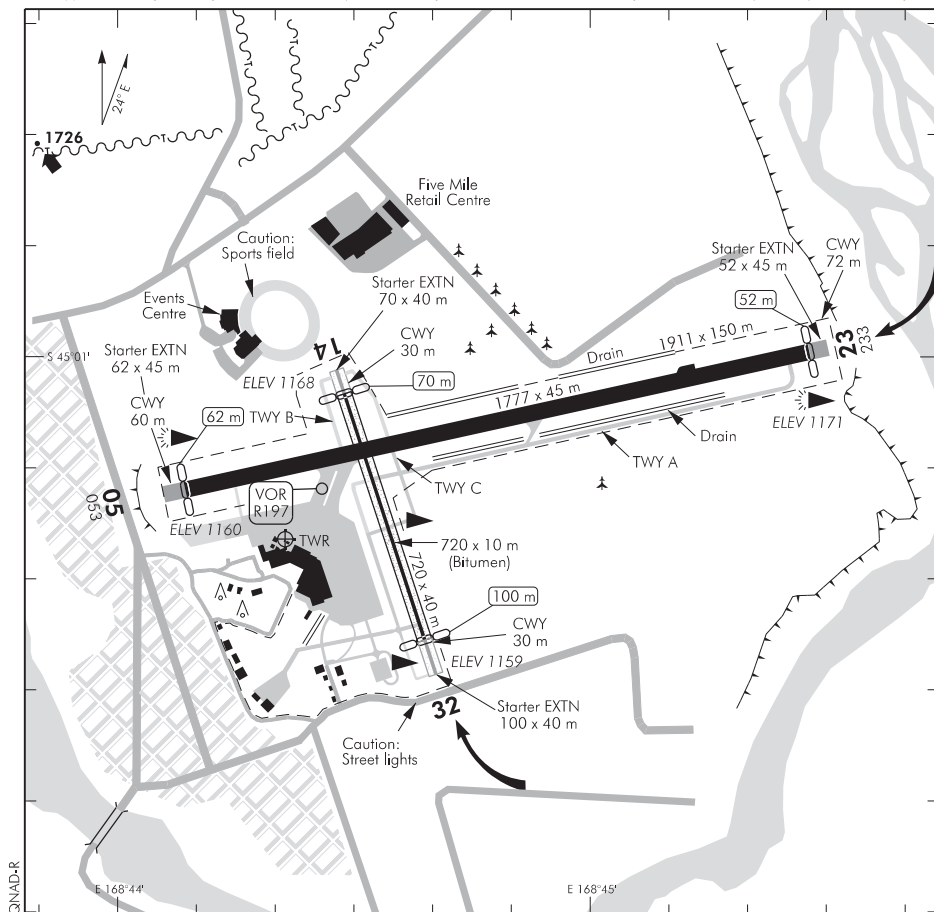 24° E
1726
Five Mile
Retail Centre
Caution:
Sports field
Starter EXTN
70 x 40 m
CWY
30 m
Starter EXTN
52 x 45 m
CWY
72 m
52 m
Events
Centre
S 45°01'
Starter EXTN
62 x 45 m
14
ELEV 1168
70 m
Drain
1911 x 150 m
23
233
CWY
60 m
62 m
TWY B
1777 x 45 m
ELEV 1171
Drain
TWY A
TWY C
05
053
ELEV 1160
VOR
R197
TWR
720 x 10 m
(Bitumen)
720 x 40 m
100 m
CWY
30 m
ELEV 1159
32
Starter EXTN
100 x 40 m
Caution:
Street lights
QNAD-R
E 168°44'
E 168°45'